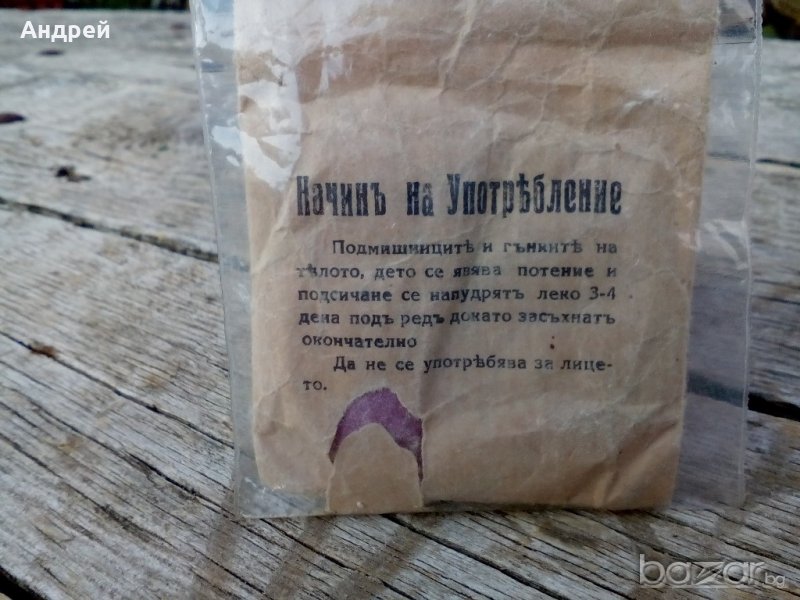 Андрей
Начинъ на Употрѣбление
Подмишниците и гънкитѣ на
тѣлото, дето се явява потение и
подсичане се напудрятъ леко 3-4
дена подъ редъ докато засъхнатъ
окончателно
Да не се употрѣбява за лице-
то.
bazar.bg